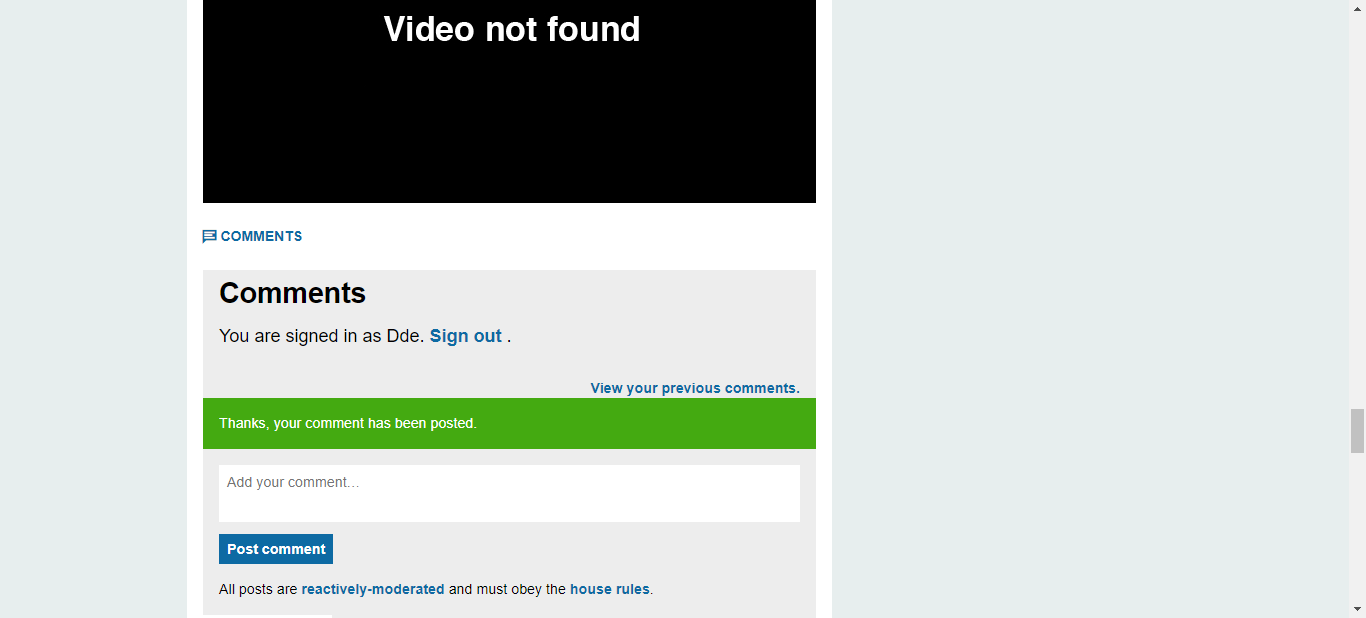 Video not found
COMMENTS
Comments
You are signed in as Dde. Sign out .
View your previous comments.
Thanks, your comment has been posted.
Add your comment...
Post comment
All posts are reactively-moderated and must obey the house rules.